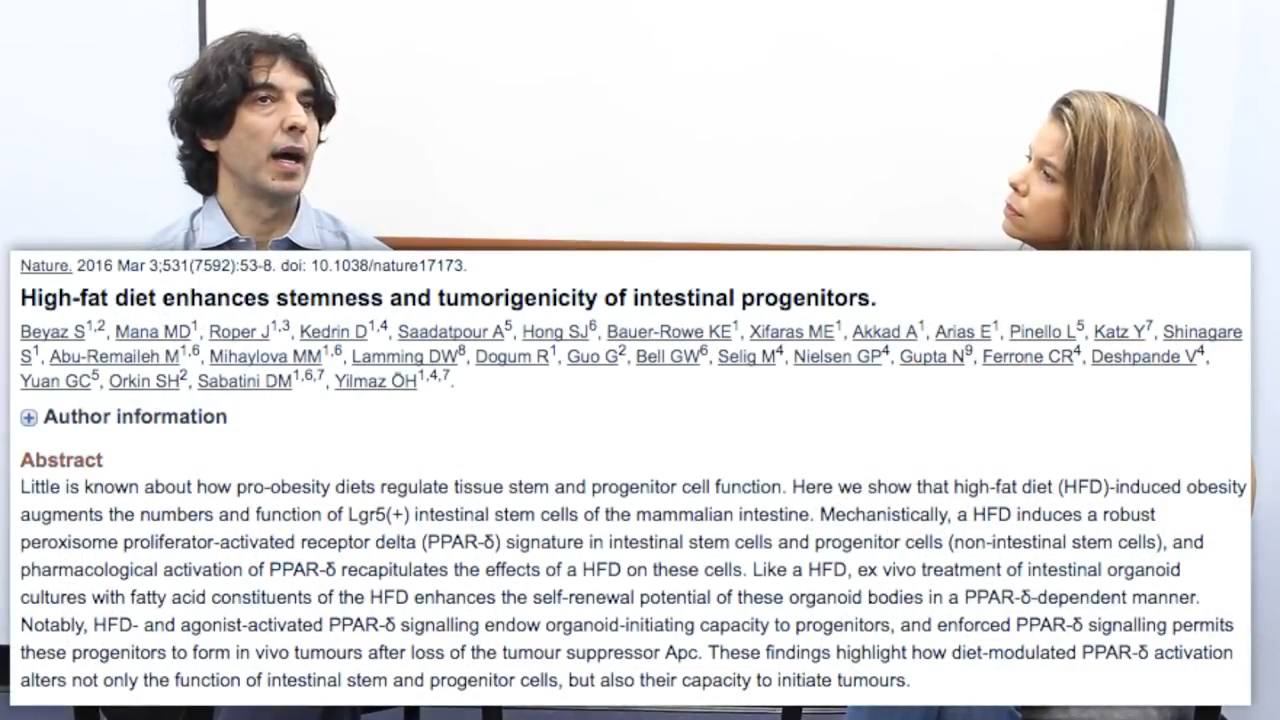 Nature. 2016 Mar 3;531(7592):53-8. doi: 10.1038/nature17173.
High-fat diet enhances stemness and tumorigenicity of intestinal progenitors.
Beyaz S1,2, Mana MD1, Roper J1,3, Kedrin D1,4, Saadatpour A5, Hong SJ6, Bauer-Rowe KE1, Xifaras ME1, Akkad A1, Arias E1, Pinello L5, Katz Y7, Shinagare
S1, Abu-Remaileh M1,6, Mihaylova MM1,6, Lamming DW8, Dogum R1, Guo G2, Bell GW6, Selig M4, Nielsen GP4, Gupta N9, Ferrone CR4, Deshpande V4,
Yuan GC5, Orkin SH2, Sabatini DM1,6,7, Yilmaz ÖH1,4,7.
Author information
Abstract
Little is known about how pro-obesity diets regulate tissue stem and progenitor cell function. Here we show that high-fat diet (HFD)-induced obesity
augments the numbers and function of Lgr5(+) intestinal stem cells of the mammalian intestine. Mechanistically, a HFD induces a robust
peroxisome proliferator-activated receptor delta (PPAR-δ) signature in intestinal stem cells and progenitor cells (non-intestinal stem cells), and
pharmacological activation of PPAR-δ recapitulates the effects of a HFD on these cells. Like a HFD, ex vivo treatment of intestinal organoid
cultures with fatty acid constituents of the HFD enhances the self-renewal potential of these organoid bodies in a PPAR-δ-dependent manner.
Notably, HFD- and agonist-activated PPAR-δ signalling endow organoid-initiating capacity to progenitors, and enforced PPAR-δ signalling permits
these progenitors to form in vivo tumours after loss of the tumour suppressor Apc. These findings highlight how diet-modulated PPAR-δ activation
alters not only the function of intestinal stem and progenitor cells, but also their capacity to initiate tumours.